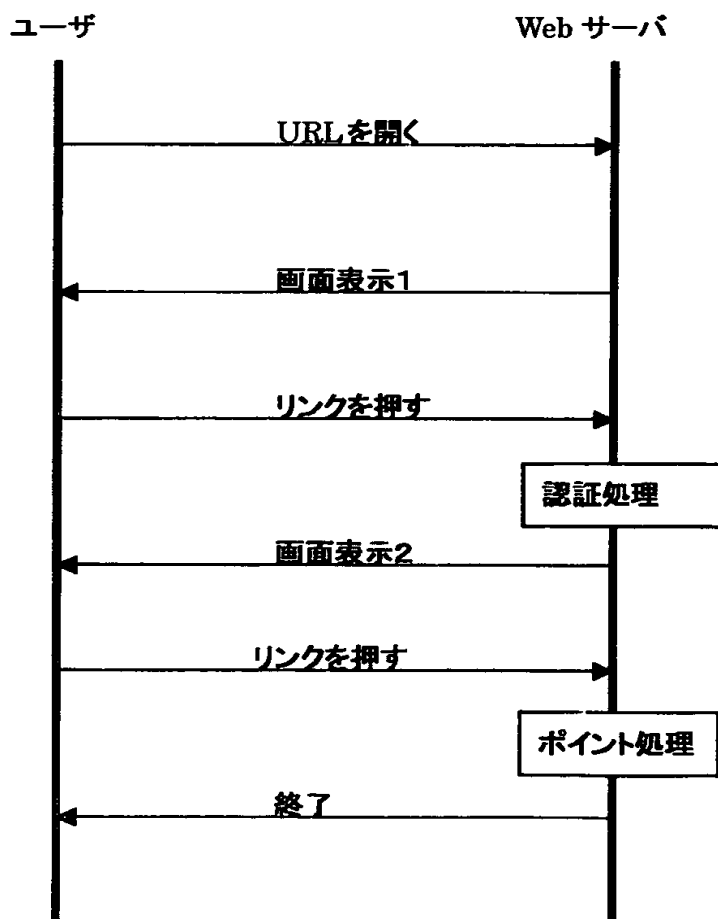 ユーザ
Web サーバ
URLを開く
画面表示1
リンクを押す
認証処理
画面表示2
リンクを押す
ポイント処理
終了